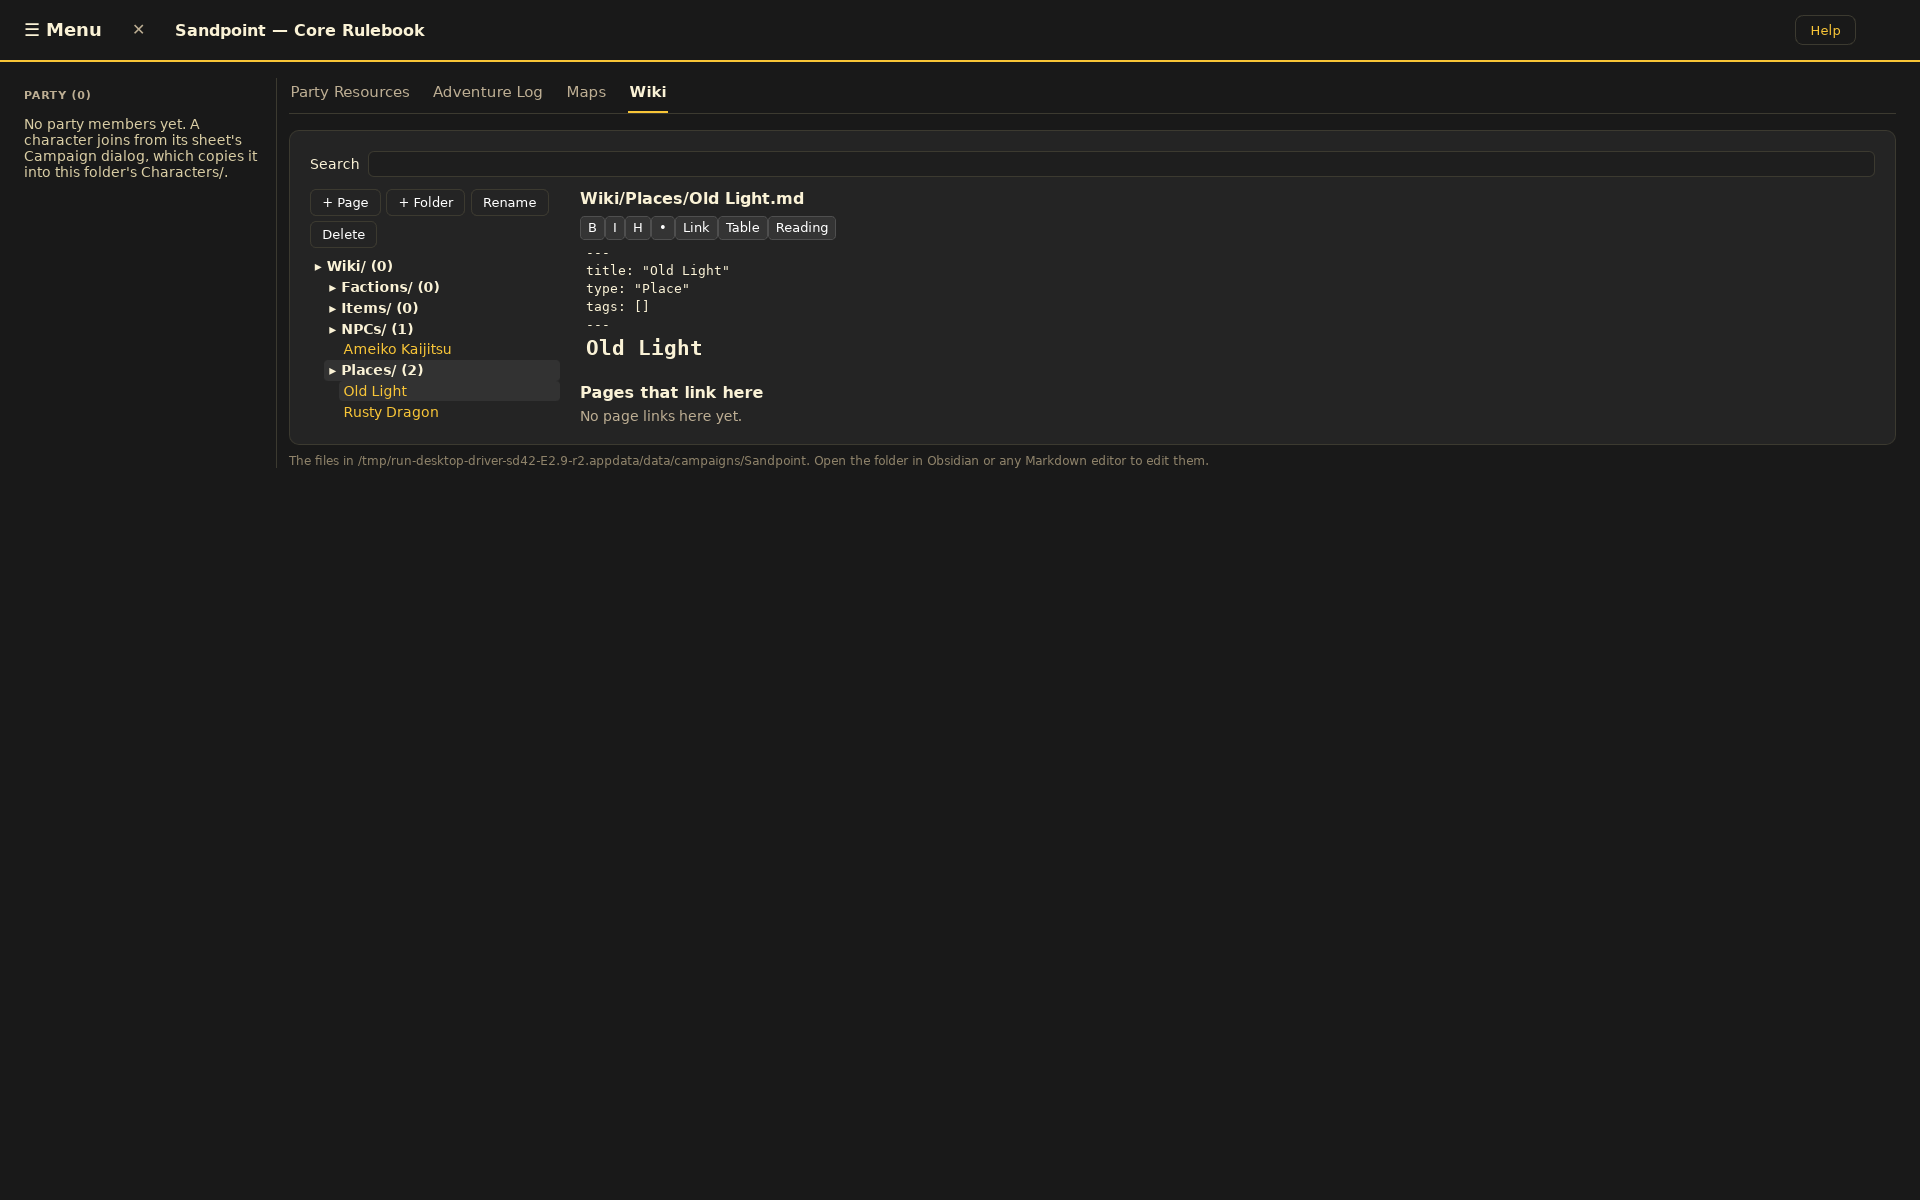 ☰ Menu ✕ Sandpoint — Core Rulebook Help
PARTY (0)
No party members yet. A
character joins from its sheet's
Campaign dialog, which copies it
into this folder's Characters/.
Party Resources Adventure Log Maps Wiki
Search
+ Page + Folder Rename
Delete
▸ Wiki/ (0)
▸ Factions/ (0)
▸ Items/ (0)
▸ NPCs/ (1)
Ameiko Kaijitsu
▸ Places/ (2)
Old Light
Rusty Dragon
Wiki/Places/Old Light.md
B I H • Link Table Reading
---
title: "Old Light"
type: "Place"
tags: []
---
Old Light
Pages that link here
No page links here yet.
The files in /tmp/run-desktop-driver-sd42-E2.9-r2.appdata/data/campaigns/Sandpoint. Open the folder in Obsidian or any Markdown editor to edit them.